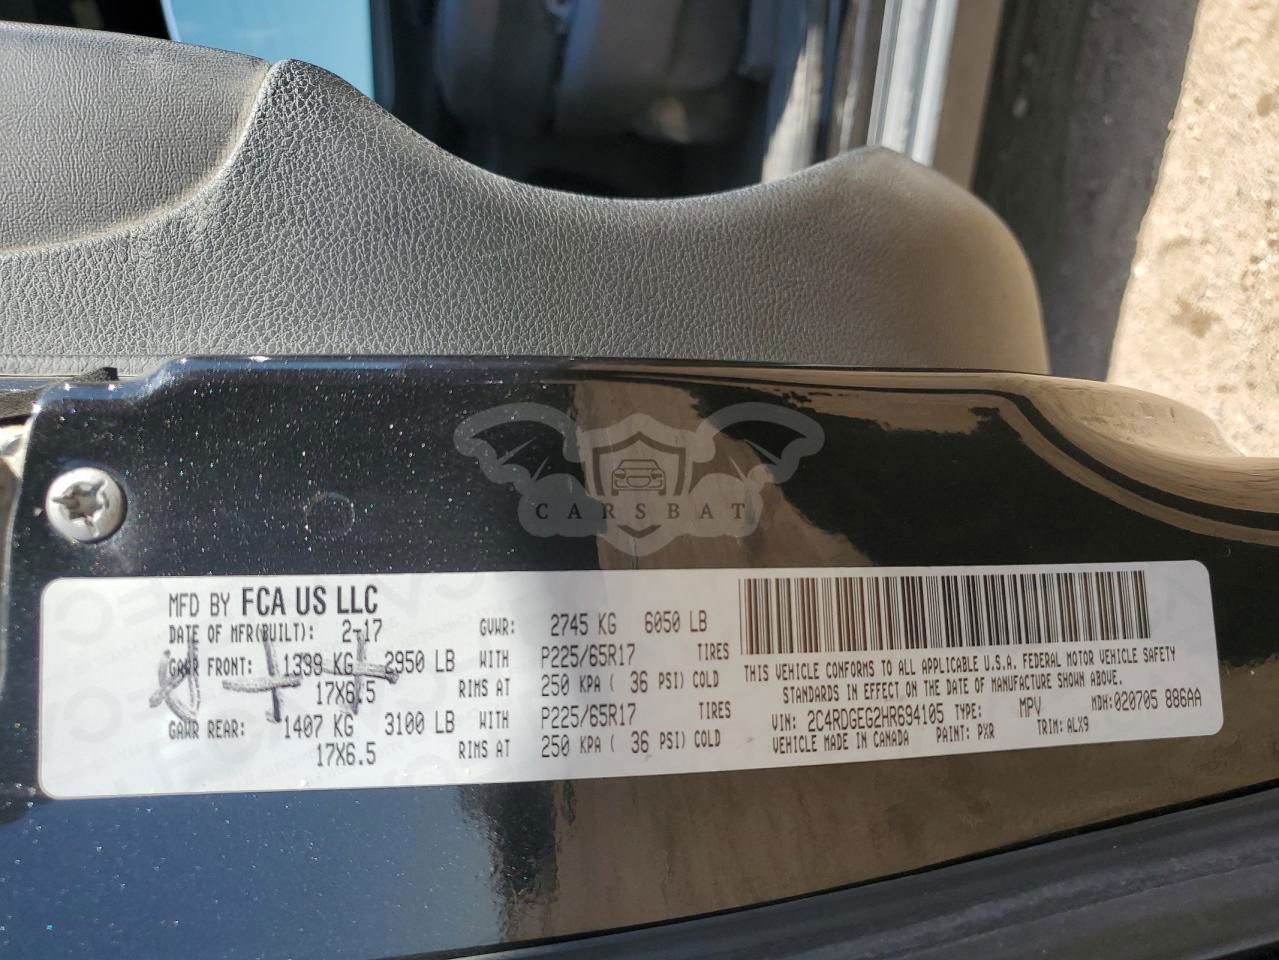 CARSBAT
MFD BY FCA US LLC
DATE OF MFR(BUILT): 2-17 GVWR: 2745 KG 6050 LB
GAWR FRONT: 1339 KG 2950 LB WITH P225/65R17 TIRES
17X6.5 RIMS AT 250 KPA ( 36 PSI) COLD
GAWR REAR: 1407 KG 3100 LB WITH P225/65R17 TIRES
17X6.5 RIMS AT 250 KPA ( 36 PSI) COLD
THIS VEHICLE CONFORMS TO ALL APPLICABLE U.S.A. FEDERAL MOTOR VEHICLE SAFETY
STANDARDS IN EFFECT ON THE DATE OF MANUFACTURE SHOWN ABOVE.
VIN: 2C4RDGEG2HR694105 TYPE: MPV MDH:020705 886AA
VEHICLE MADE IN CANADA PAINT: PXR TRIM: ALX9